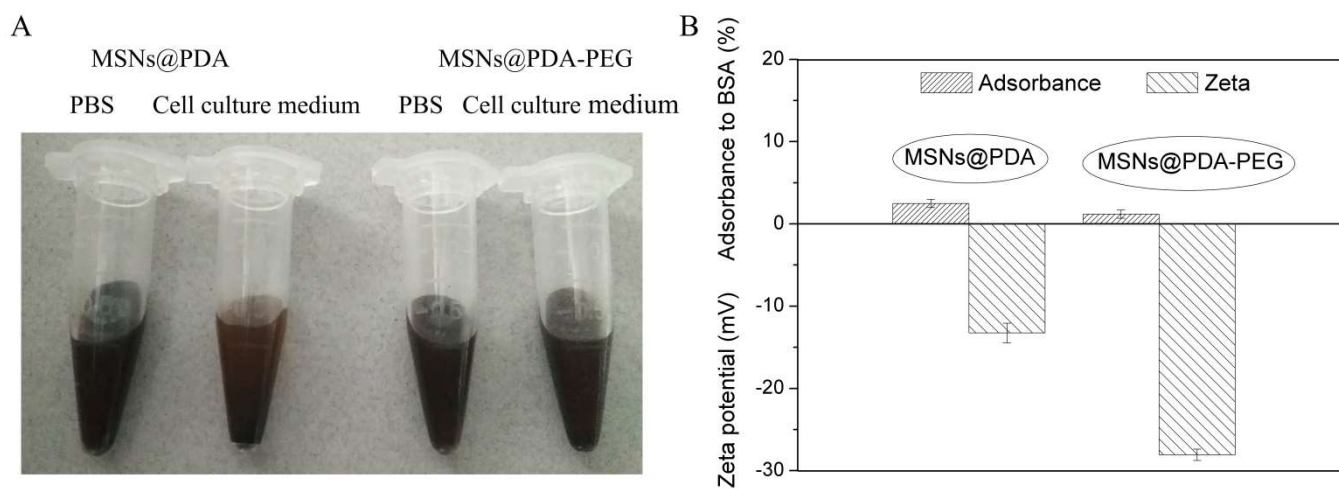 A
MSNs@PDA
MSNs@PDA-PEG
PBS
Cell culture medium
PBS
Cell culture medium
B
Adsorbance to BSA (%)
Zeta potential (mV)
20
10
0
-10
-20
-30
Adsorbance
Zeta
MSNs@PDA
MSNs@PDA-PEG